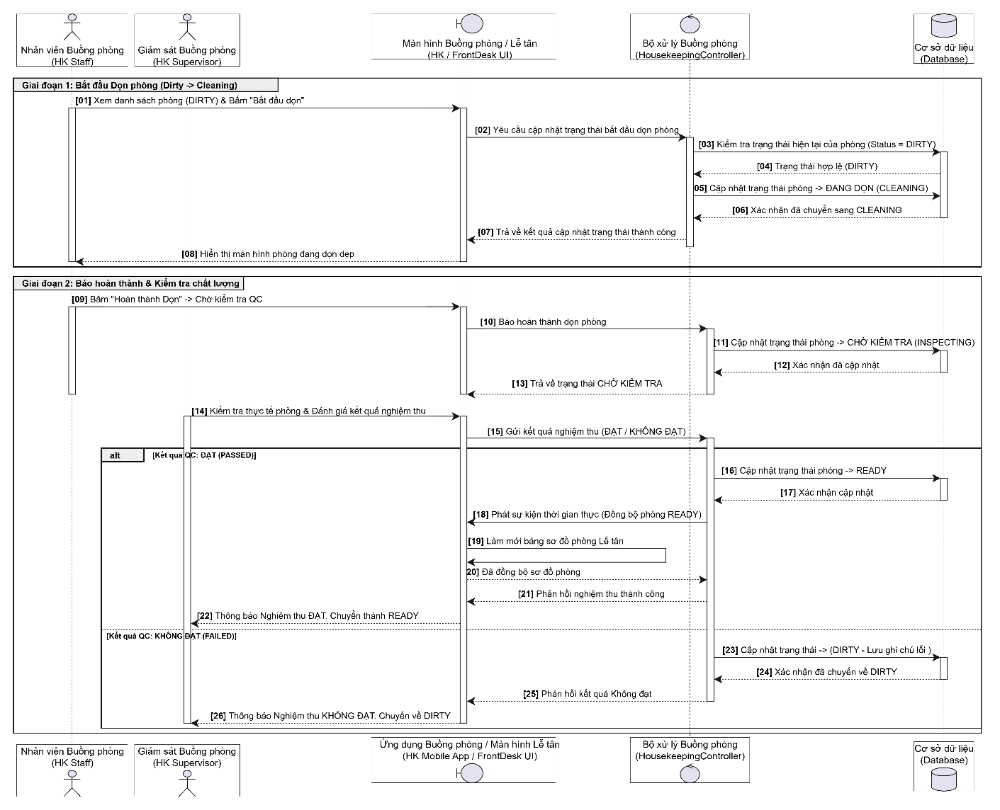 Nhân viên Buồng phòng
(HK Staff)
Giám sát Buồng phòng
(HK Supervisor)
Màn hình Buồng phòng / Lễ tân
(HK / FrontDesk UI)
Bộ xử lý Buồng phòng
(HousekeepingController)
Cơ sở dữ liệu
(Database)
Giai đoạn 1: Bắt đầu Dọn phòng (Dirty -> Cleaning)
[01] Xem danh sách phòng (DIRTY) & Bấm "Bắt đầu dọn"
[02] Yêu cầu cập nhật trạng thái bắt đầu dọn phòng
[03] Kiểm tra trạng thái hiện tại của phòng (Status = DIRTY)
[04] Trạng thái hợp lệ (DIRTY)
05] Cập nhật trạng thái phòng -> ĐANG DỌN (CLEANING)
[06] Xác nhận đã chuyển sang CLEANING
[07] Trả về kết quả cập nhật trạng thái thành công
[08] Hiển thị màn hình phòng đang dọn dẹp
Giai đoạn 2: Báo hoàn thành & Kiểm tra chất lượng
[09] Bấm "Hoàn thành Dọn" -> Chờ kiểm tra QC
[10] Báo hoàn thành dọn phòng
[11] Cập nhật trạng thái phòng -> CHỜ KIỂM TRA (INSPECTING)
[12] Xác nhận đã cập nhật
[13] Trả về trạng thái CHỜ KIỂM TRA
[14] Kiểm tra thực tế phòng & Đánh giá kết quả nghiệm thu
[15] Gửi kết quả nghiệm thu (ĐẠT / KHÔNG ĐẠT)
alt
[Kết quả QC: ĐẠT (PASSED)]
[16] Cập nhật trạng thái phòng -> READY
[17] Xác nhận cập nhật
[18] Phát sự kiện thời gian thực (Đồng bộ phòng READY)
[19] Làm mới bảng sơ đồ phòng Lễ tân
20] Đã đồng bộ sơ đồ phòng
[21] Phản hồi nghiệm thu thành công
[22] Thông báo Nghiệm thu ĐẠT. Chuyển thành READY
[Kết quả QC: KHÔNG ĐẠT (FAILED)]
[23] Cập nhật trạng thái -> (DIRTY - Lưu ghi chú lỗi )
[24] Xác nhận đã chuyển về DIRTY
[25] Phản hồi kết quả Không đạt
[26] Thông báo Nghiệm thu KHÔNG ĐẠT. Chuyển về DIRTY
Nhân viên Buồng phòng
(HK Staff)
Giám sát Buồng phòng
(HK Supervisor)
Ứng dụng Buồng phòng / Màn hình Lễ tân
(HK Mobile App / FrontDesk UI)
Bộ xử lý Buồng phòng
(HousekeepingController)
Cơ sở dữ liệu
(Database)